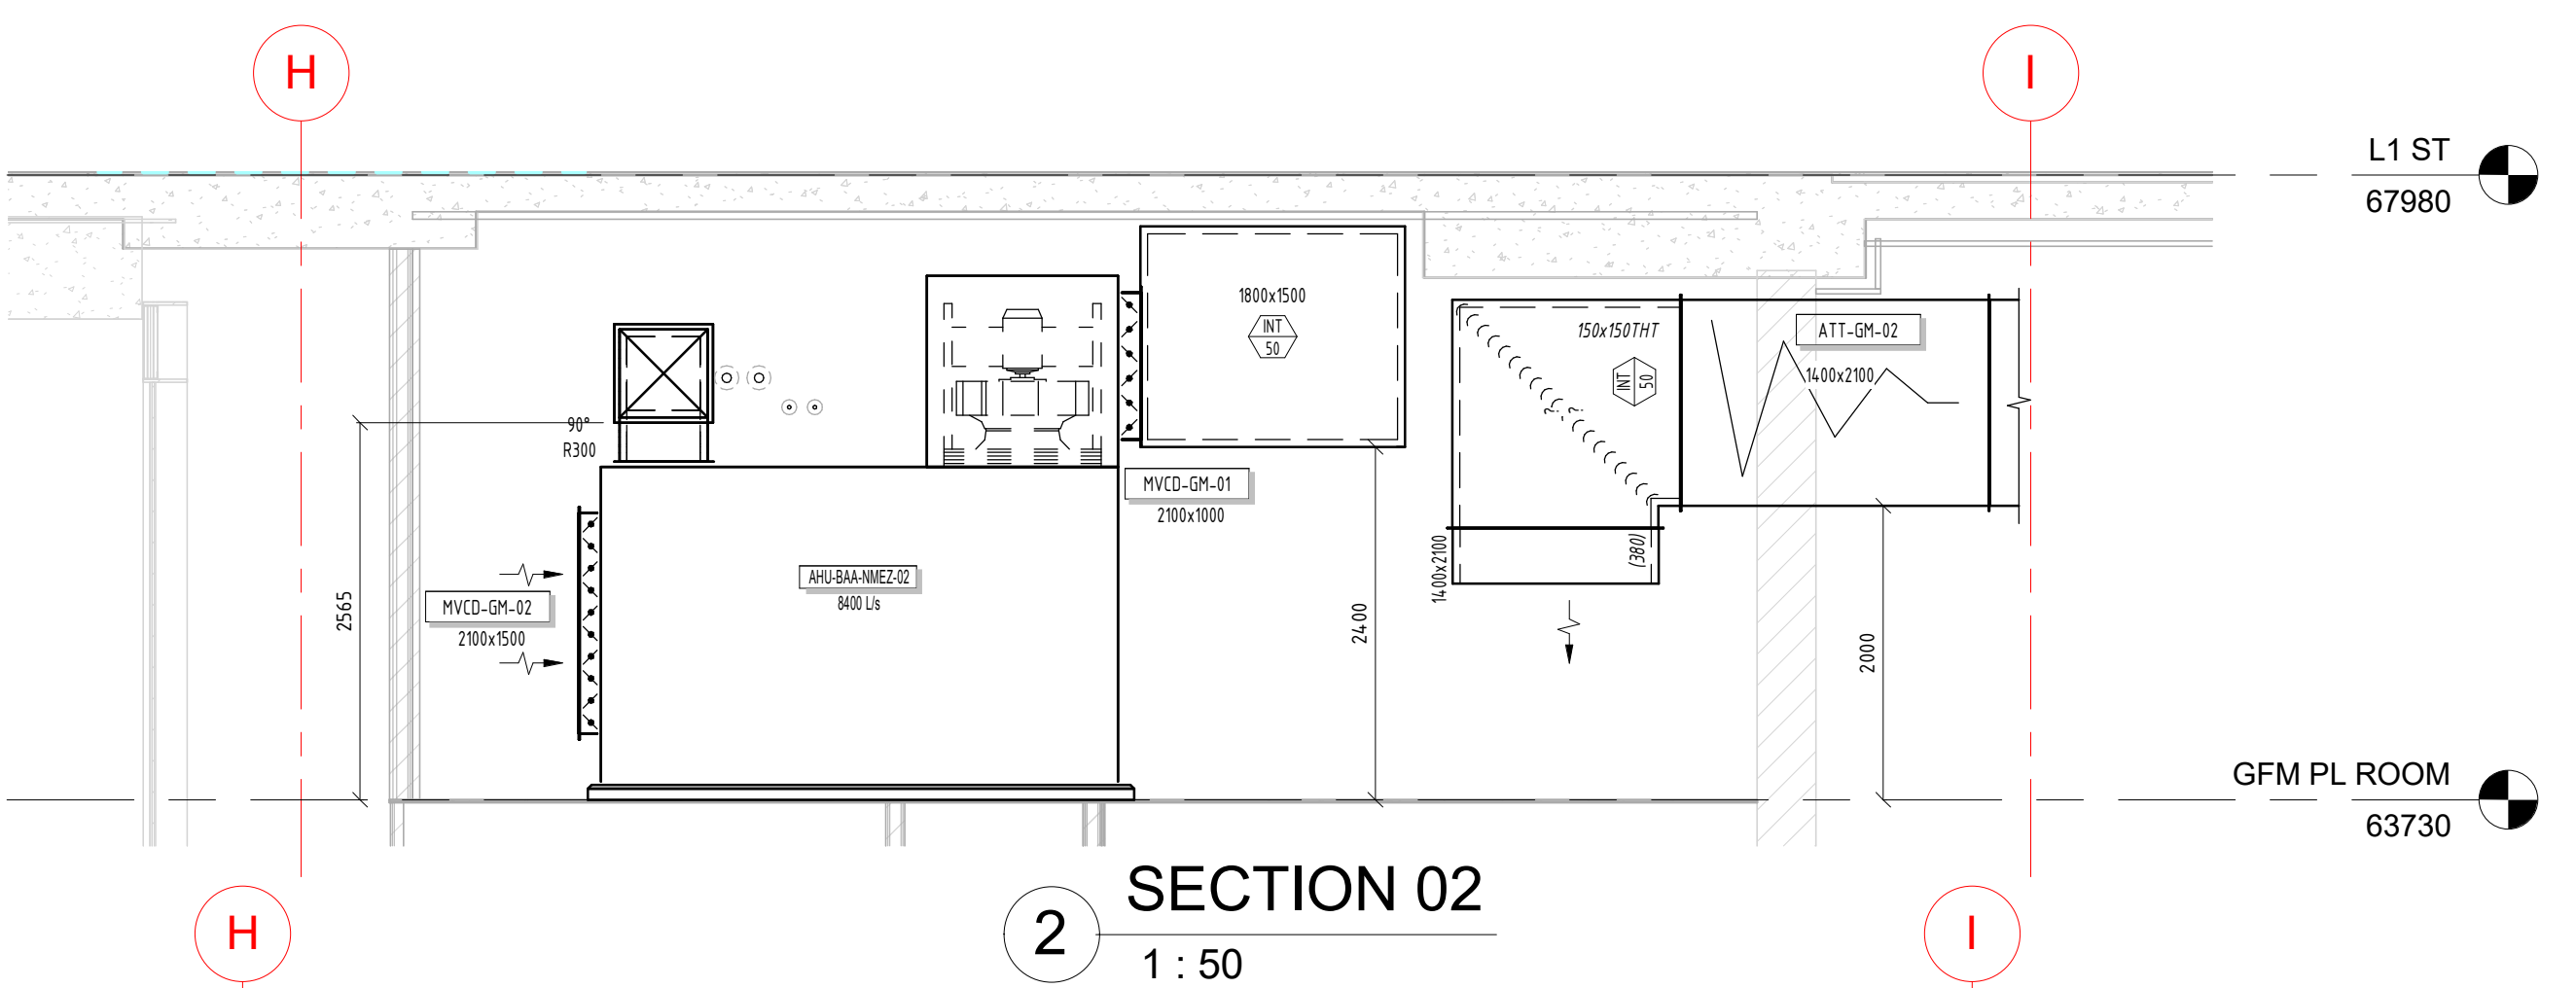 H
I
L1 ST
67980
1800x1500
INT
50
150x150THT
INT
50
ATT-GM-02
1400x2100
90°
R300
MVCD-GM-01
2100x1000
2565
MVCD-GM-02
2100x1500
AHU-BAA-NMEZ-02
8400 L/s
2400
1400x2100
(380)
2000
GFM PL ROOM
63730
H
2
SECTION 02
1 : 50
I